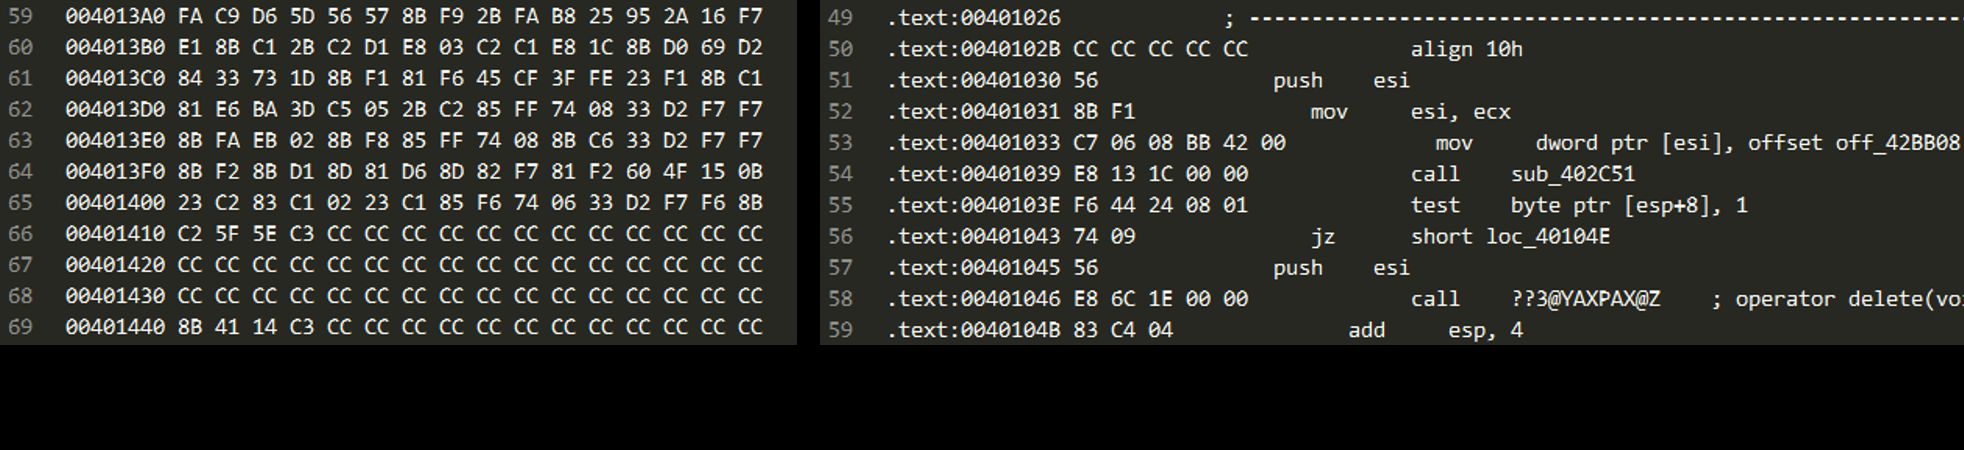 59 004013A0 FA C9 D6 5D 56 57 8B F9 2B FA B8 25 95 2A 16 F7
60 004013B0 E1 8B C1 2B C2 D1 E8 03 C2 C1 E8 1C 8B D0 69 D2
61 004013C0 84 33 73 1D 8B F1 81 F6 45 CF 3F FE 23 F1 8B C1
62 004013D0 81 E6 BA 3D C5 05 2B C2 85 FF 74 08 33 D2 F7 F7
63 004013E0 8B FA EB 02 8B F8 85 FF 74 08 8B C6 33 D2 F7 F7
64 004013F0 8B F2 8B D1 8D 81 D6 8D 82 F7 81 F2 60 4F 15 0B
65 00401400 23 C2 83 C1 02 23 C1 85 F6 74 06 33 D2 F7 F6 8B
66 00401410 C2 5F 5E C3 CC CC CC CC CC CC CC CC CC CC CC CC
67 00401420 CC CC CC CC CC CC CC CC CC CC CC CC CC CC CC CC
68 00401430 CC CC CC CC CC CC CC CC CC CC CC CC CC CC CC CC
69 00401440 8B 41 14 C3 CC CC CC CC CC CC CC CC CC CC CC CC
49 .text:00401026 ; ---------------------------------------------------------
50 .text:0040102B CC CC CC CC CC align 10h
51 .text:00401030 56 push esi
52 .text:00401031 8B F1 mov esi, ecx
53 .text:00401033 C7 06 08 BB 42 00 mov dword ptr [esi], offset off_42BB08
54 .text:00401039 E8 13 1C 00 00 call sub_402C51
55 .text:0040103E F6 44 24 08 01 test byte ptr [esp+8], 1
56 .text:00401043 74 09 jz short loc_40104E
57 .text:00401045 56 push esi
58 .text:00401046 E8 6C 1E 00 00 call ??3@YAXPAX@Z ; operator delete(vo
59 .text:0040104B 83 C4 04 add esp, 4